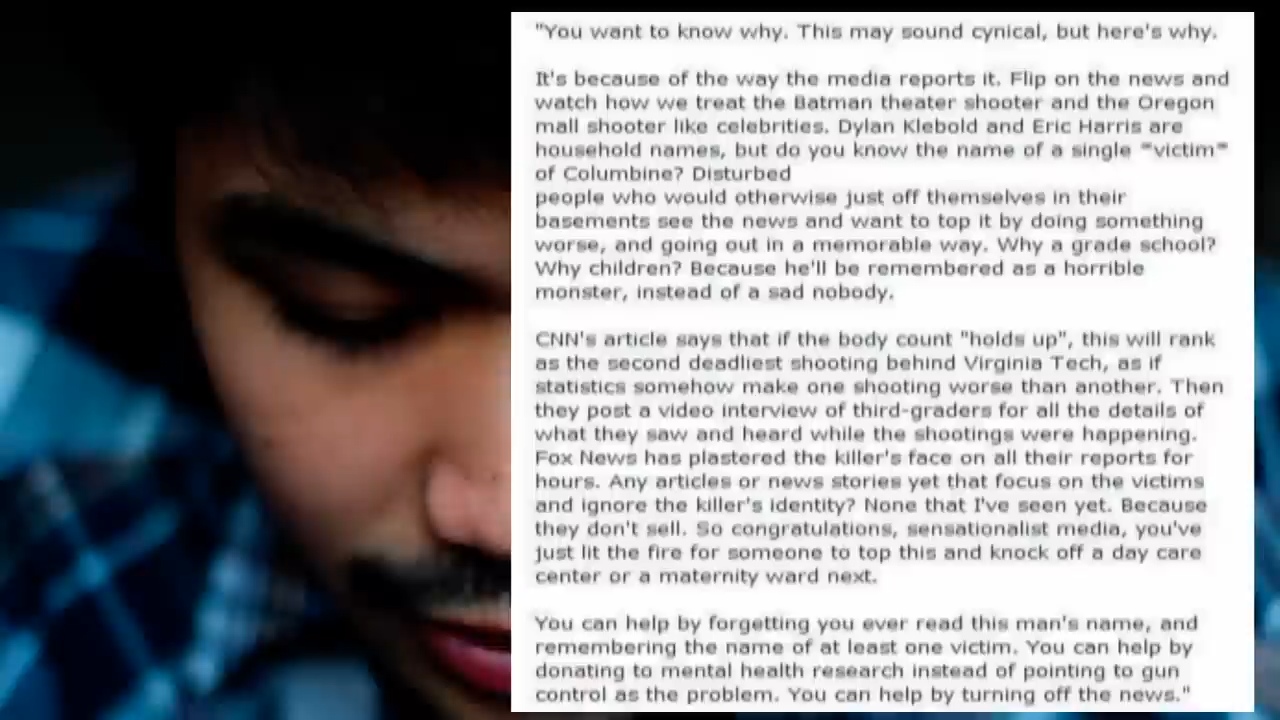 "You want to know why. This may sound cynical, but here's why.
It's because of the way the media reports it. Flip on the news and
watch how we treat the Batman theater shooter and the Oregon
mall shooter like celebrities. Dylan Klebold and Eric Harris are
household names, but do you know the name of a single *victim*
of Columbine? Disturbed
people who would otherwise just off themselves in their
basements see the news and want to top it by doing something
worse, and going out in a memorable way. Why a grade school?
Why children? Because he'll be remembered as a horrible
monster, instead of a sad nobody.
CNN's article says that if the body count "holds up", this will rank
as the second deadliest shooting behind Virginia Tech, as if
statistics somehow make one shooting worse than another. Then
they post a video interview of third-graders for all the details of
what they saw and heard while the shootings were happening.
Fox News has plastered the killer's face on all their reports for
hours. Any articles or news stories yet that focus on the victims
and ignore the killer's identity? None that I've seen yet. Because
they don't sell. So congratulations, sensationalist media, you've
just lit the fire for someone to top this and knock off a day care
center or a maternity ward next.
You can help by forgetting you ever read this man's name, and
remembering the name of at least one victim. You can help by
donating to mental health research instead of pointing to gun
control as the problem. You can help by turning off the news."